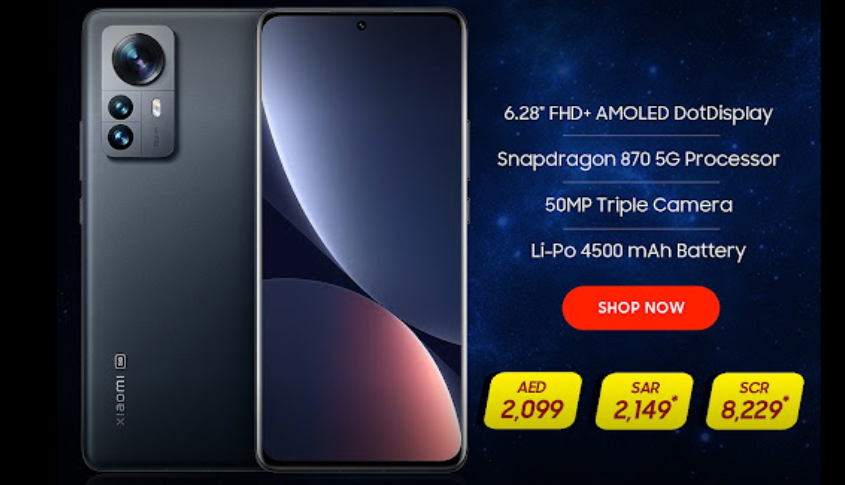 6.28" FHD+ AMOLED DotDisplay
Snapdragon 870 5G Processor
50MP Triple Camera
Li-Po 4500 mAh Battery
SHOP NOW
AED
2,099
SAR
2,149*
SCR
8,229*
xiaomi